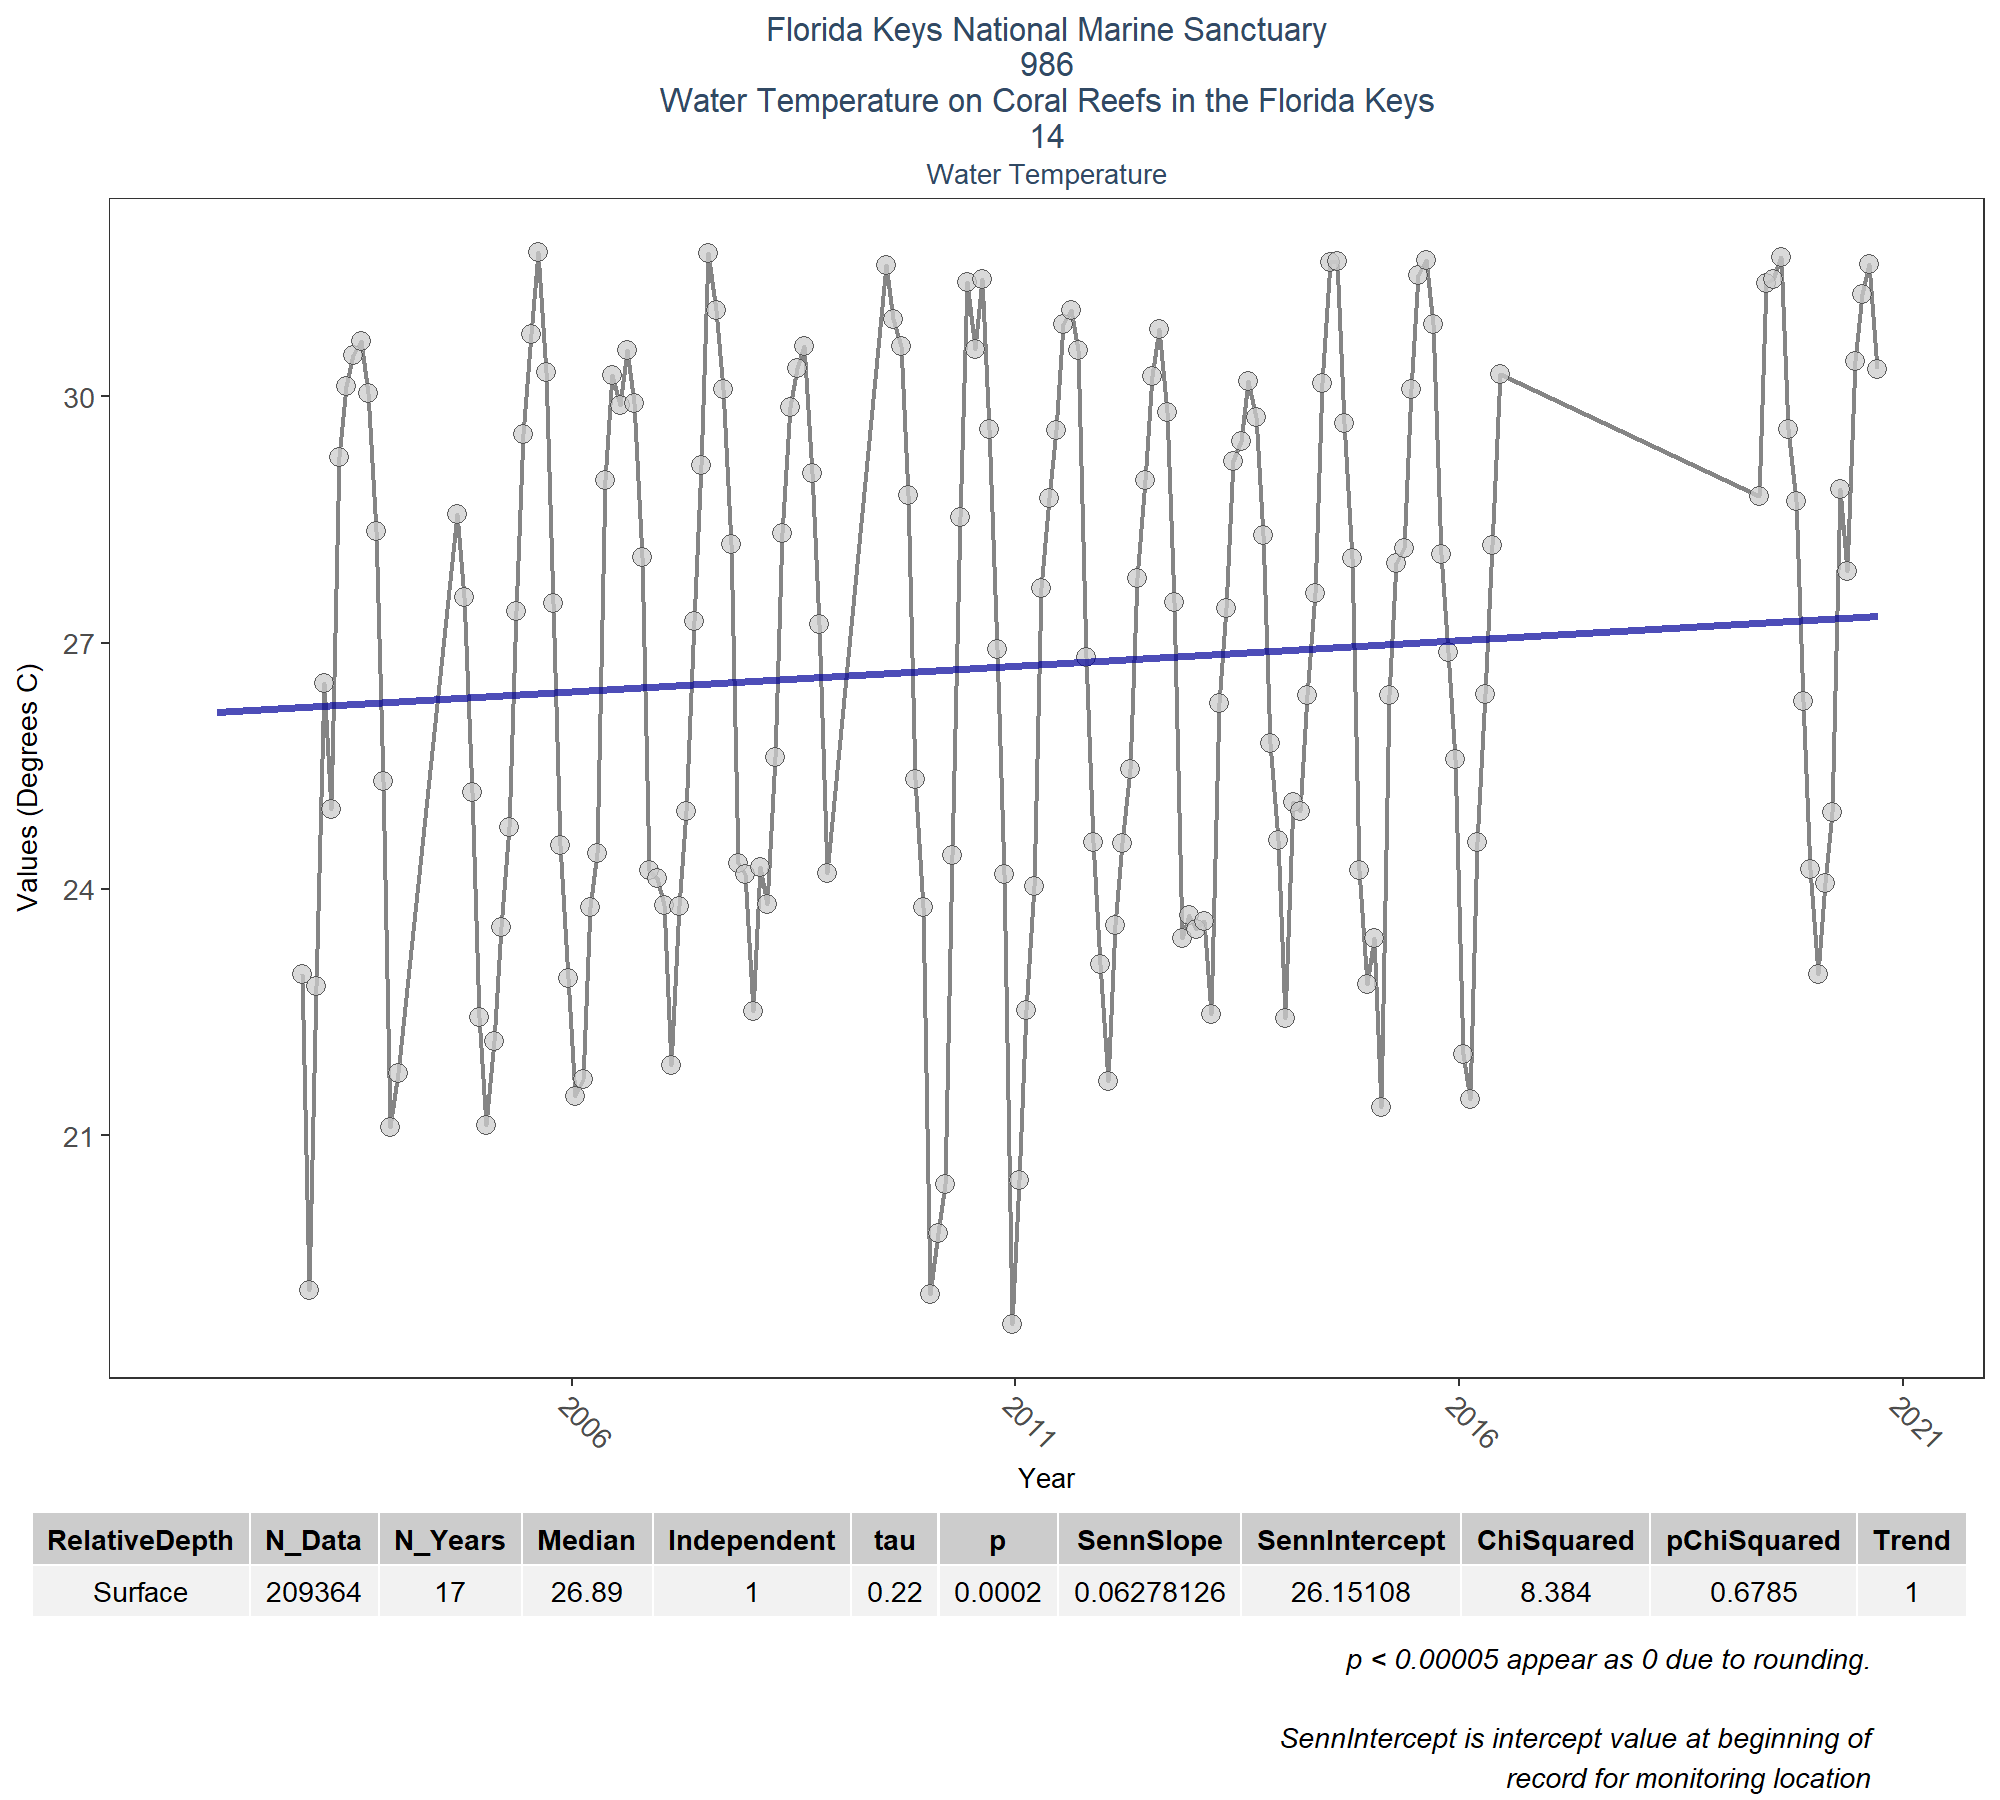 Florida Keys National Marine Sanctuary
986
Water Temperature on Coral Reefs in the Florida Keys
14
Water Temperature
Values (Degrees C)
30
27
24
21
2006
2011
2016
2021
Year
RelativeDepth N_Data N_Years Median Independent tau p SennSlope SennIntercept ChiSquared pChiSquared Trend
Surface 209364 17 26.89 1 0.22 0.0002 0.06278126 26.15108 8.384 0.6785 1
p < 0.00005 appear as 0 due to rounding.
SennIntercept is intercept value at beginning of
record for monitoring location